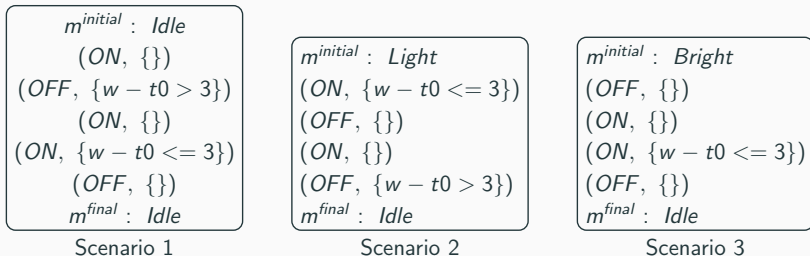 m^initial : Idle
(ON, {})
(OFF, {w − t0 > 3})
(ON, {})
(ON, {w − t0 <= 3})
(OFF, {})
m^final : Idle
Scenario 1
m^initial : Light
(ON, {w − t0 <= 3})
(OFF, {})
(ON, {})
(OFF, {w − t0 > 3})
m^final : Idle
Scenario 2
m^initial : Bright
(OFF, {})
(ON, {})
(ON, {w − t0 <= 3})
(OFF, {})
m^final : Idle
Scenario 3